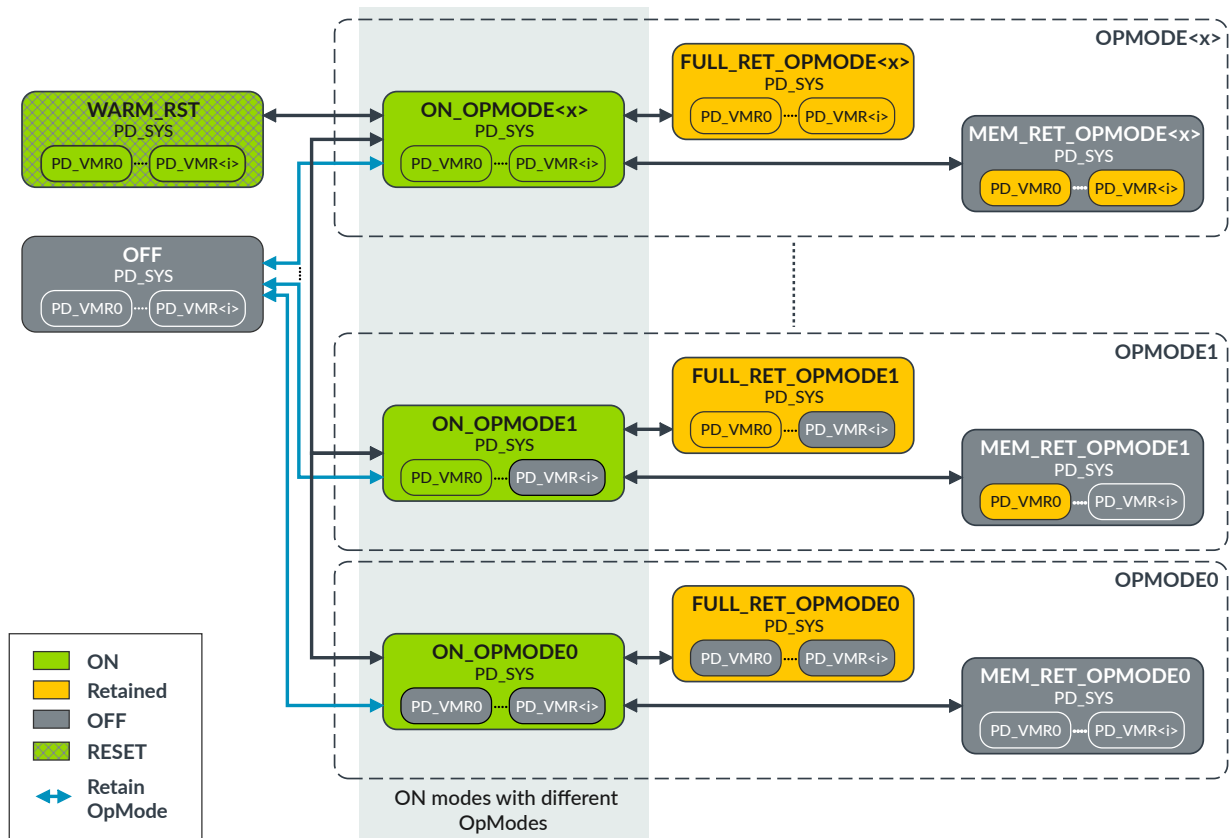 OPMODE<x>
WARM_RST
PD_SYS
PD_VMR0 ···· PD_VMR<i>
ON_OPMODE<x>
PD_SYS
PD_VMR0 ···· PD_VMR<i>
FULL_RET_OPMODE<x>
PD_SYS
PD_VMR0 ···· PD_VMR<i>
MEM_RET_OPMODE<x>
PD_SYS
PD_VMR0 ···· PD_VMR<i>
OFF
PD_SYS
PD_VMR0 ···· PD_VMR<i>
OPMODE1
ON_OPMODE1
PD_SYS
PD_VMR0 ···· PD_VMR<i>
FULL_RET_OPMODE1
PD_SYS
PD_VMR0 ···· PD_VMR<i>
MEM_RET_OPMODE1
PD_SYS
PD_VMR0 ···· PD_VMR<i>
OPMODE0
ON_OPMODE0
PD_SYS
PD_VMR0 ···· PD_VMR<i>
FULL_RET_OPMODE0
PD_SYS
PD_VMR0 ···· PD_VMR<i>
MEM_RET_OPMODE0
PD_SYS
PD_VMR0 ···· PD_VMR<i>
ON
Retained
OFF
RESET
Retain
OpMode
ON modes with different
OpModes